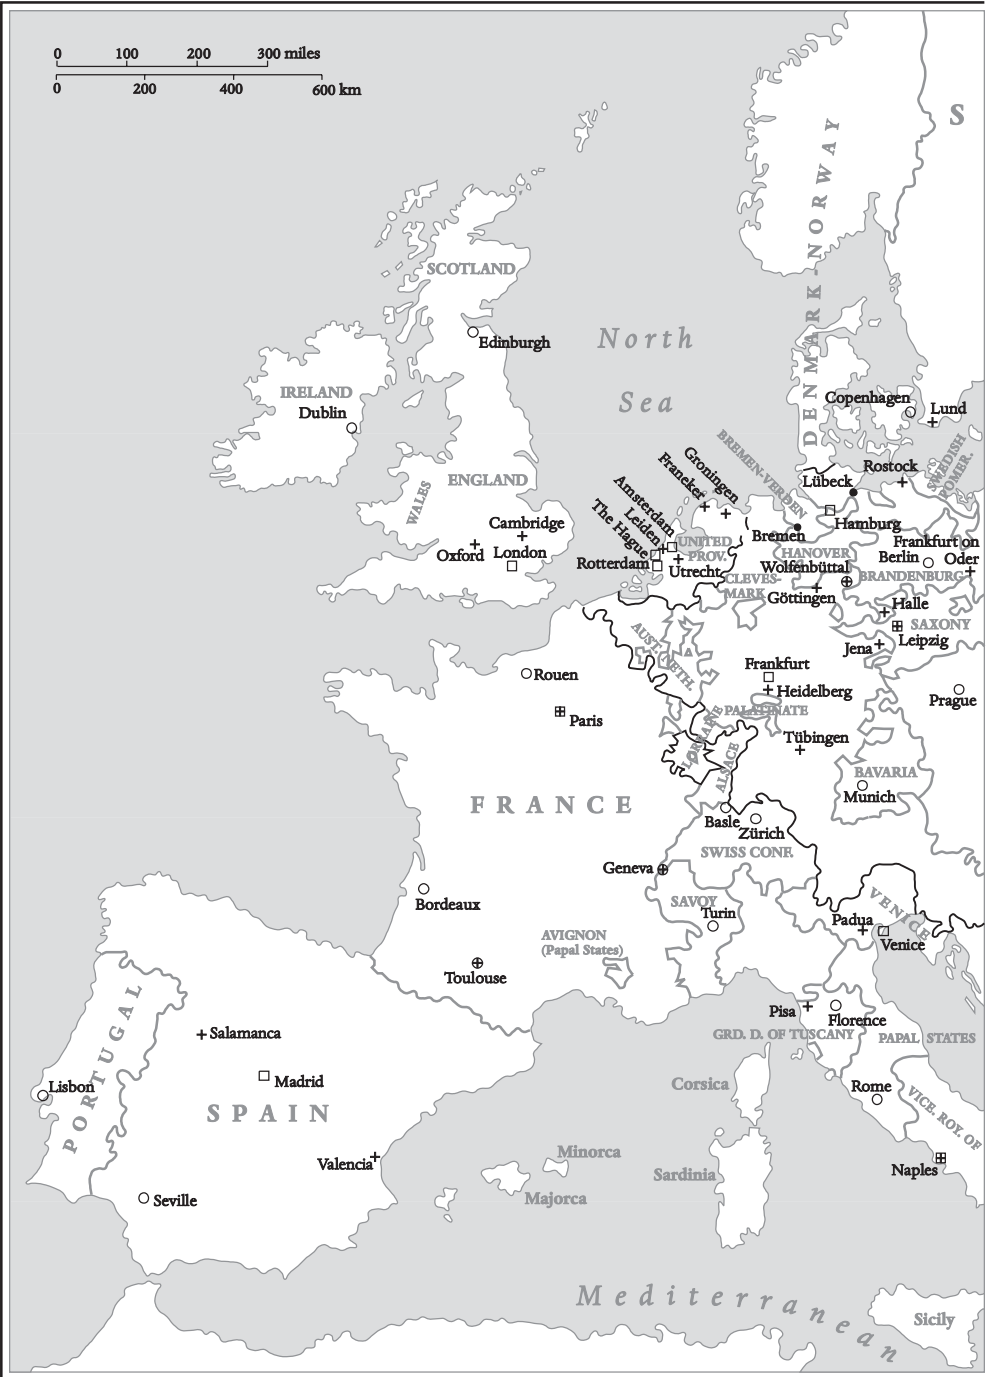 0 100 200 300 miles
0 200 400 600 km
S
DENMARK-NORWAY
SCOTLAND
North
Sea
Edinburgh
IRELAND
Dublin
Copenhagen
Lund
ENGLAND
WALES
BREMEN-VERDEN
SWEDISH
POMER.
Rostock
Lübeck
Groningen
Franeker
Amsterdam
Leiden
The Hague
Rotterdam
Utrecht
UNITED
PROV.
Cambridge
Oxford
London
Hamburg
Bremen
HANOVER
Wolfenbüttal
Frankfurt on
Oder
Berlin
BRANDENBURG
CLEVES-
MARK
Göttingen
Halle
SAXONY
Leipzig
Jena
AUST. NETH.
Rouen
Paris
Frankfurt
Heidelberg
PALATINATE
Prague
LORRAINE
ALSACE
Tübingen
BAVARIA
Munich
FRANCE
Basle
Zürich
SWISS CONF.
Geneva
SAVOY
Turin
Bordeaux
VENICE
Padua
Venice
AVIGNON
(Papal States)
Toulouse
Pisa
Florence
GRD. D. OF TUSCANY
PAPAL STATES
PORTUGAL
Salamanca
Lisbon
Madrid
SPAIN
Corsica
Rome
VICE. ROY. OF
Naples
Valencia
Minorca
Majorca
Sardinia
Seville
Mediterranean
Sicily